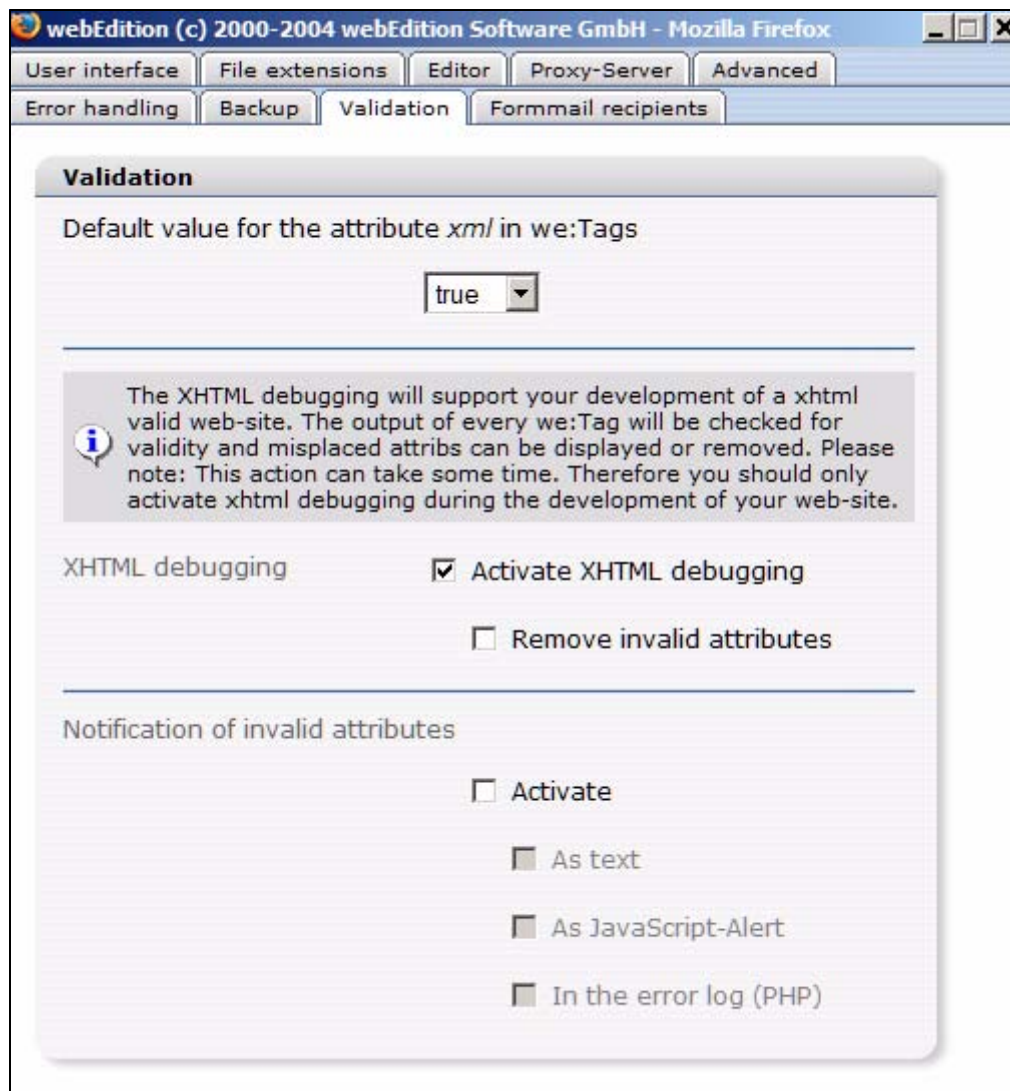 webEdition (c) 2000-2004 webEdition Software GmbH - Mozilla Firefox
User interface File extensions Editor Proxy-Server Advanced
Error handling Backup Validation Formmail recipients
Validation
Default value for the attribute xml in we:Tags
true
The XHTML debugging will support your development of a xhtml
valid web-site. The output of every we:Tag will be checked for
validity and misplaced attribs can be displayed or removed. Please
note: This action can take some time. Therefore you should only
activate xhtml debugging during the development of your web-site.
XHTML debugging Activate XHTML debugging
Remove invalid attributes
Notification of invalid attributes
Activate
As text
As JavaScript-Alert
In the error log (PHP)